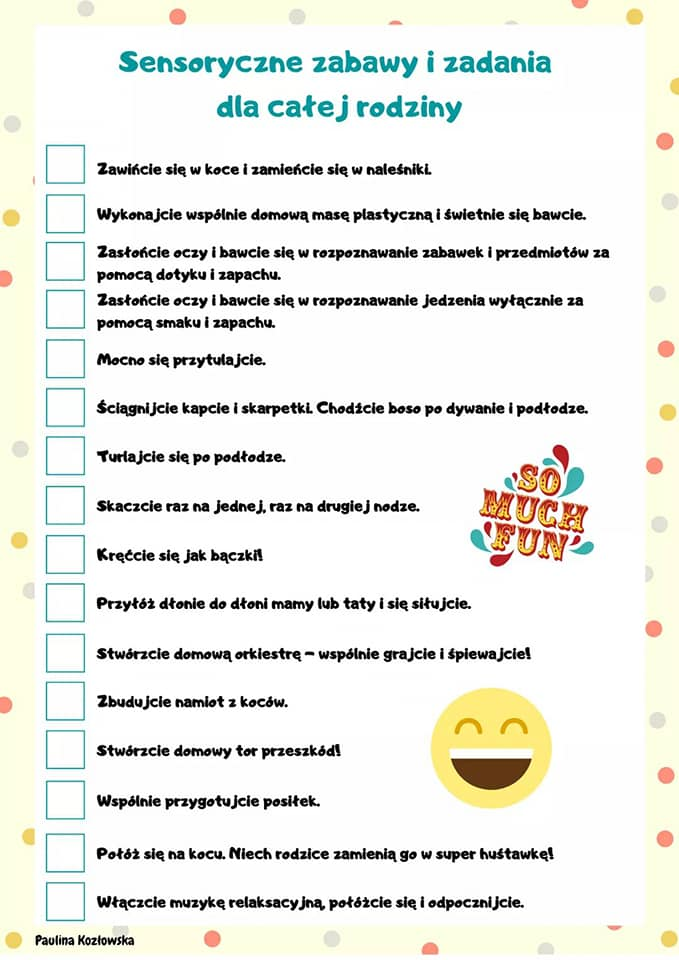 Sensoryczne zabawy i zadania
dla całej rodziny
Zawińcie się w koce i zamieńcie się w naleśniki.
Wykonajcie wspólnie domową masę plastyczną i świetnie się bawcie.
Zasłońcie oczy i bawcie się w rozpoznawanie zabawek i przedmiotów za
pomocą dotyku i zapachu.
Zasłońcie oczy i bawcie się w rozpoznawanie jedzenia wyłącznie za
pomocą smaku i zapachu.
Mocno się przytulajcie.
Ściągnijcie kapcie i skarpetki. Chodźcie boso po dywanie i podłodze.
Turlajcie się po podłodze.
Skaczcie raz na jednej, raz na drugiej nodze.
SO
MUCH
FUN
Kręćcie się jak bączki!
Przyłóż dłonie do dłoni mamy lub taty i się siłujcie.
Stwórzcie domową orkiestrę – wspólnie grajcie i śpiewajcie!
Zbudujcie namiot z koców.
Stwórzcie domowy tor przeszkód!
Wspólnie przygotujcie posiłek.
Połóż się na kocu. Niech rodzice zamienią go w super huśtawkę!
Włączcie muzykę relaksacyjną, połóżcie się i odpocznijcie.
Paulina Kozłowska